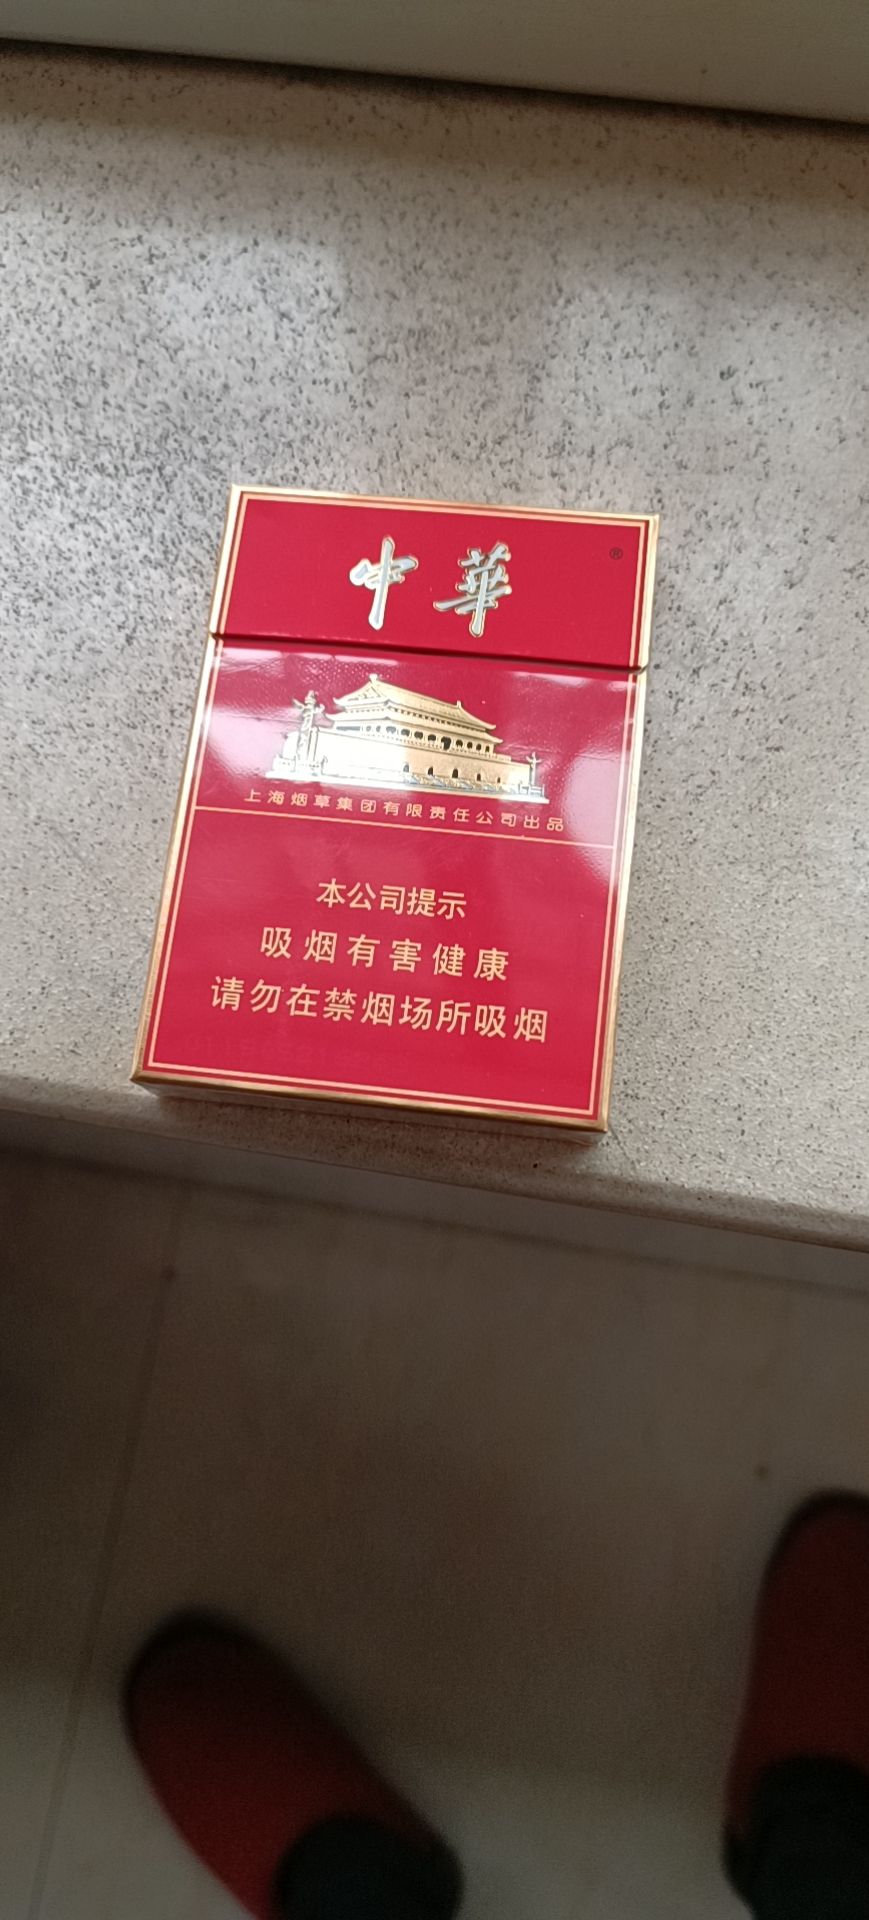 中華®
上海烟草集团有限责任公司出品
本公司提示
吸烟有害健康
请勿在禁烟场所吸烟